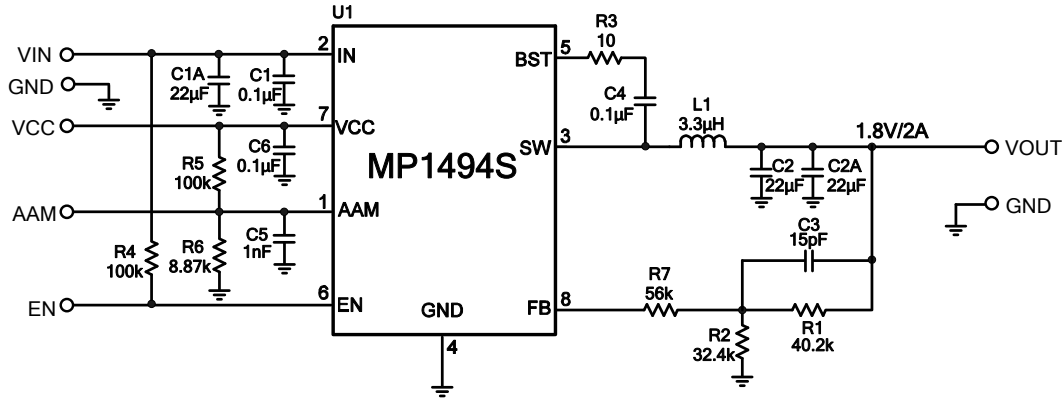 U1
MP1494S
VIN
GND
VCC
AAM
EN
2
IN
7
VCC
1
AAM
6
EN
GND
4
5
BST
3
SW
8
FB
C1A
22µF
C1
0.1µF
C6
0.1µF
R5
100k
R4
100k
R6
8.87k
C5
1nF
R3
10
C4
0.1µF
L1
3.3µH
1.8V/2A
VOUT
C2
22µF
C2A
22µF
GND
C3
15pF
R7
56k
R2
32.4k
R1
40.2k